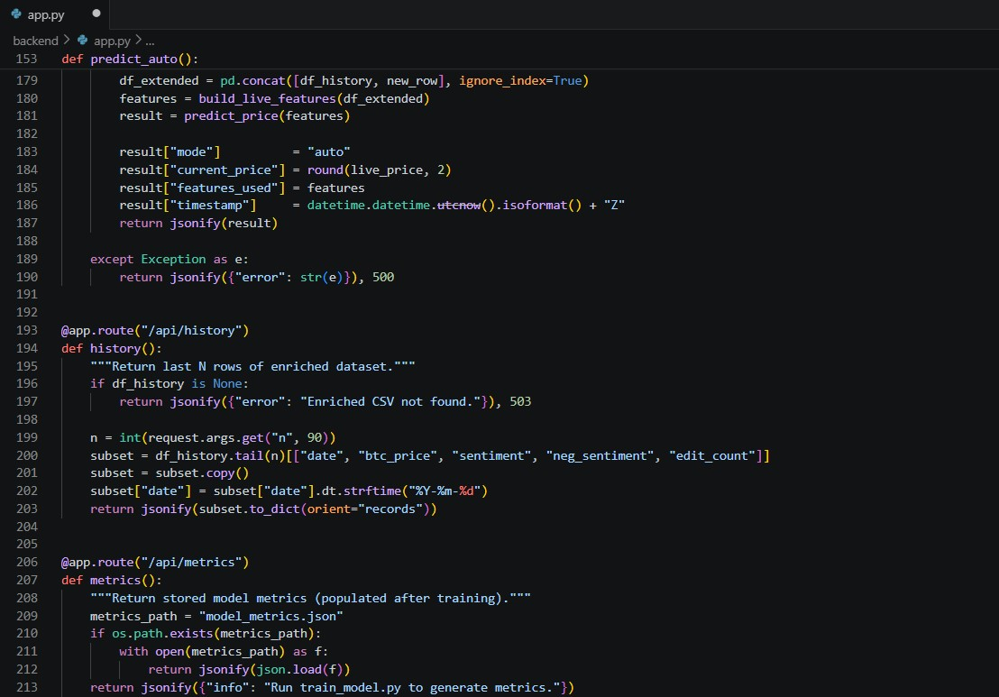 app.py
backend > app.py > ...
153 def predict_auto():
179 df_extended = pd.concat([df_history, new_row], ignore_index=True)
180 features = build_live_features(df_extended)
181 result = predict_price(features)
182
183 result["mode"]          = "auto"
184 result["current_price"] = round(live_price, 2)
185 result["features_used"] = features
186 result["timestamp"]     = datetime.datetime.utcnow().isoformat() + "Z"
187 return jsonify(result)
188
189 except Exception as e:
190 return jsonify({"error": str(e)}), 500
191
192
193 @app.route("/api/history")
194 def history():
195 """Return last N rows of enriched dataset."""
196 if df_history is None:
197 return jsonify({"error": "Enriched CSV not found."}), 503
198
199 n = int(request.args.get("n", 90))
200 subset = df_history.tail(n)[["date", "btc_price", "sentiment", "neg_sentiment", "edit_count"]]
201 subset = subset.copy()
202 subset["date"] = subset["date"].dt.strftime("%Y-%m-%d")
203 return jsonify(subset.to_dict(orient="records"))
204
205
206 @app.route("/api/metrics")
207 def metrics():
208 """Return stored model metrics (populated after training)."""
209 metrics_path = "model_metrics.json"
210 if os.path.exists(metrics_path):
211 with open(metrics_path) as f:
212 return jsonify(json.load(f))
213 return jsonify({"info": "Run train_model.py to generate metrics."})